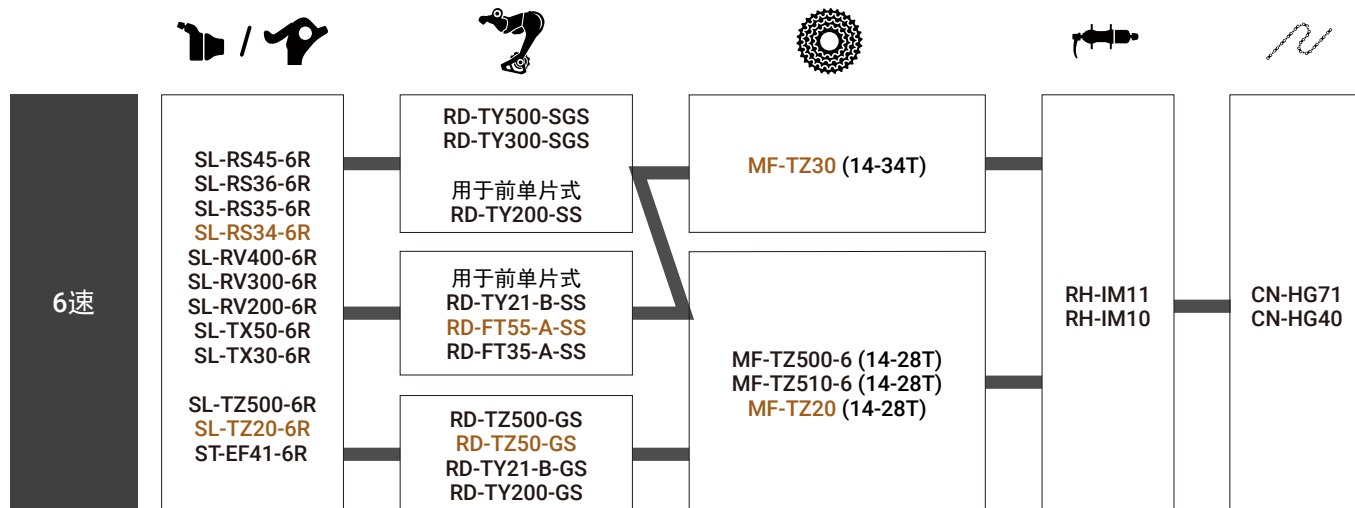 6速
SL-RS45-6R
SL-RS36-6R
SL-RS35-6R
SL-RS34-6R
SL-RV400-6R
SL-RV300-6R
SL-RV200-6R
SL-TX50-6R
SL-TX30-6R
SL-TZ500-6R
SL-TZ20-6R
ST-EF41-6R
RD-TY500-SGS
RD-TY300-SGS
用于前单片式
RD-TY200-SS
用于前单片式
RD-TY21-B-SS
RD-FT55-A-SS
RD-FT35-A-SS
RD-TZ500-GS
RD-TZ50-GS
RD-TY21-B-GS
RD-TY200-GS
MF-TZ30 (14-34T)
MF-TZ500-6 (14-28T)
MF-TZ510-6 (14-28T)
MF-TZ20 (14-28T)
RH-IM11
RH-IM10
CN-HG71
CN-HG40